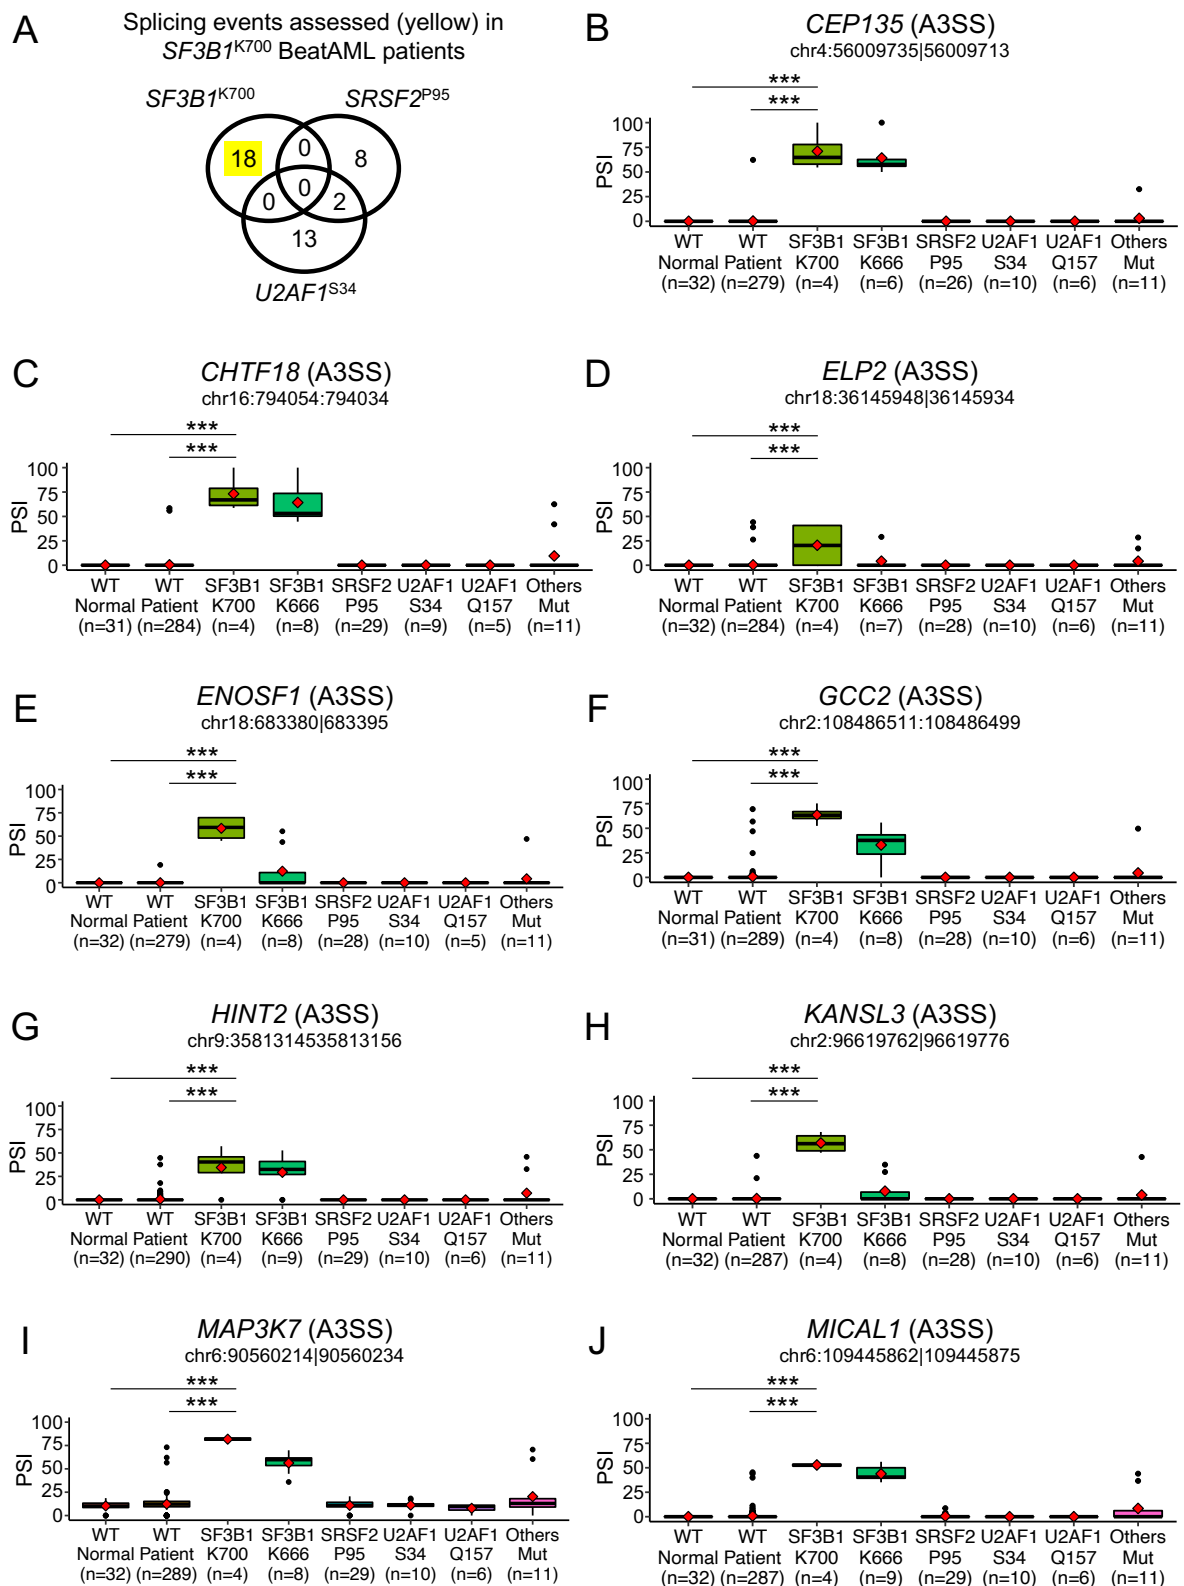 A
Splicing events assessed (yellow) in
SF3B1K700 BeatAML patients
SF3B1K700
SRSF2P95
18
0
8
0
0
2
13
U2AF1S34
B
CEP135 (A3SS)
chr4:56009735|56009713
***
***
PSI
100
75
50
25
0
WT WT SF3B1 SF3B1 SRSF2 U2AF1 U2AF1 Others
Normal Patient K700 K666 P95 S34 Q157 Mut
(n=32) (n=279) (n=4) (n=6) (n=26) (n=10) (n=6) (n=11)
C
CHTF18 (A3SS)
chr16:794054:794034
***
***
PSI
100
75
50
25
0
WT WT SF3B1 SF3B1 SRSF2 U2AF1 U2AF1 Others
Normal Patient K700 K666 P95 S34 Q157 Mut
(n=31) (n=284) (n=4) (n=8) (n=29) (n=9) (n=5) (n=11)
D
ELP2 (A3SS)
chr18:36145948|36145934
***
***
PSI
100
75
50
25
0
WT WT SF3B1 SF3B1 SRSF2 U2AF1 U2AF1 Others
Normal Patient K700 K666 P95 S34 Q157 Mut
(n=32) (n=284) (n=4) (n=7) (n=28) (n=10) (n=6) (n=11)
E
ENOSF1 (A3SS)
chr18:683380|683395
***
***
PSI
100
75
50
25
0
WT WT SF3B1 SF3B1 SRSF2 U2AF1 U2AF1 Others
Normal Patient K700 K666 P95 S34 Q157 Mut
(n=32) (n=279) (n=4) (n=8) (n=28) (n=10) (n=5) (n=11)
F
GCC2 (A3SS)
chr2:108486511:108486499
***
***
PSI
100
75
50
25
0
WT WT SF3B1 SF3B1 SRSF2 U2AF1 U2AF1 Others
Normal Patient K700 K666 P95 S34 Q157 Mut
(n=31) (n=289) (n=4) (n=8) (n=28) (n=10) (n=6) (n=11)
G
HINT2 (A3SS)
chr9:3581314535813156
***
***
PSI
100
75
50
25
0
WT WT SF3B1 SF3B1 SRSF2 U2AF1 U2AF1 Others
Normal Patient K700 K666 P95 S34 Q157 Mut
(n=32) (n=290) (n=4) (n=9) (n=29) (n=10) (n=6) (n=11)
H
KANSL3 (A3SS)
chr2:96619762|96619776
***
***
PSI
100
75
50
25
0
WT WT SF3B1 SF3B1 SRSF2 U2AF1 U2AF1 Others
Normal Patient K700 K666 P95 S34 Q157 Mut
(n=32) (n=287) (n=4) (n=8) (n=28) (n=10) (n=6) (n=11)
I
MAP3K7 (A3SS)
chr6:90560214|90560234
***
***
PSI
100
75
50
25
0
WT WT SF3B1 SF3B1 SRSF2 U2AF1 U2AF1 Others
Normal Patient K700 K666 P95 S34 Q157 Mut
(n=32) (n=289) (n=4) (n=8) (n=29) (n=10) (n=6) (n=11)
J
MICAL1 (A3SS)
chr6:109445862|109445875
***
***
PSI
100
75
50
25
0
WT WT SF3B1 SF3B1 SRSF2 U2AF1 U2AF1 Others
Normal Patient K700 K666 P95 S34 Q157 Mut
(n=32) (n=287) (n=4) (n=9) (n=29) (n=10) (n=6) (n=11)